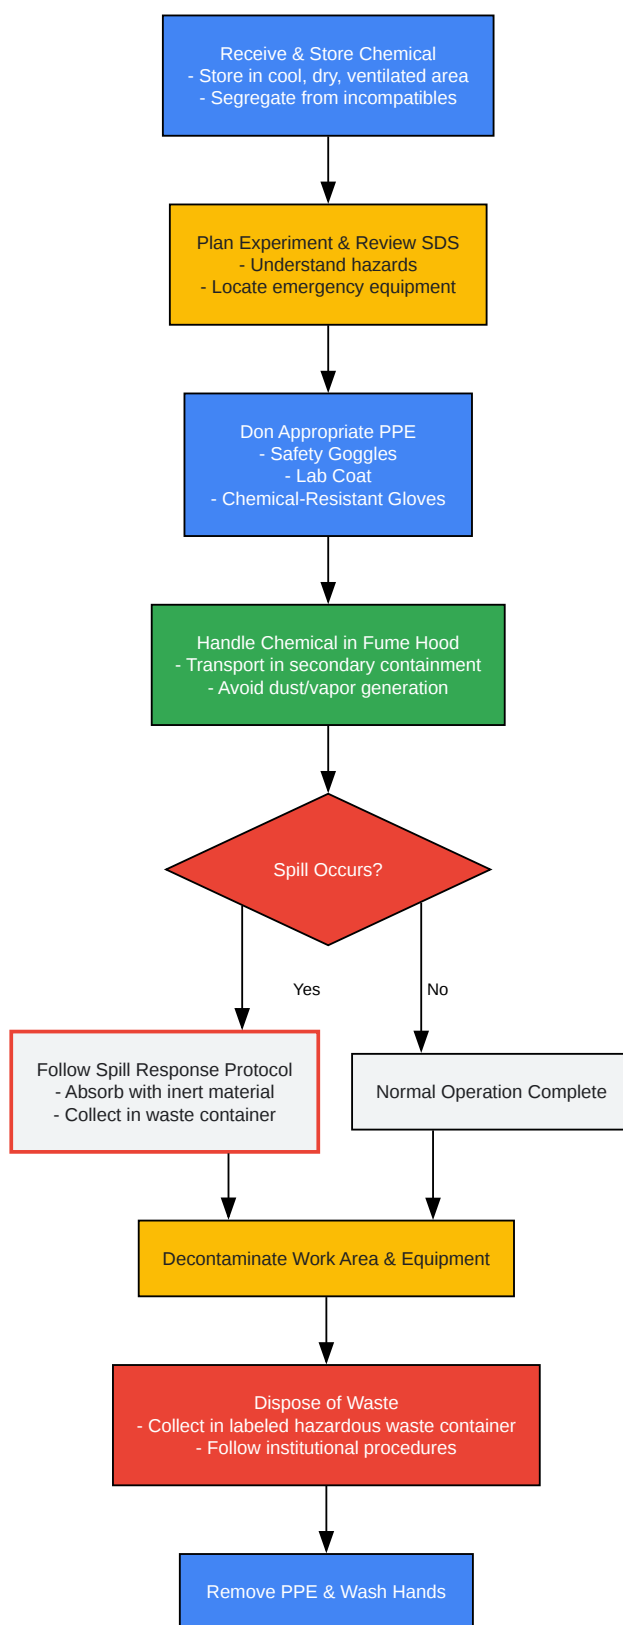 Receive & Store Chemical
- Store in cool, dry, ventilated area
- Segregate from incompatibles
Plan Experiment & Review SDS
- Understand hazards
- Locate emergency equipment
Don Appropriate PPE
- Safety Goggles
- Lab Coat
- Chemical-Resistant Gloves
Handle Chemical in Fume Hood
- Transport in secondary containment
- Avoid dust/vapor generation
Spill Occurs?
Yes
No
Follow Spill Response Protocol
- Absorb with inert material
- Collect in waste container
Normal Operation Complete
Decontaminate Work Area & Equipment
Dispose of Waste
- Collect in labeled hazardous waste container
- Follow institutional procedures
Remove PPE & Wash Hands